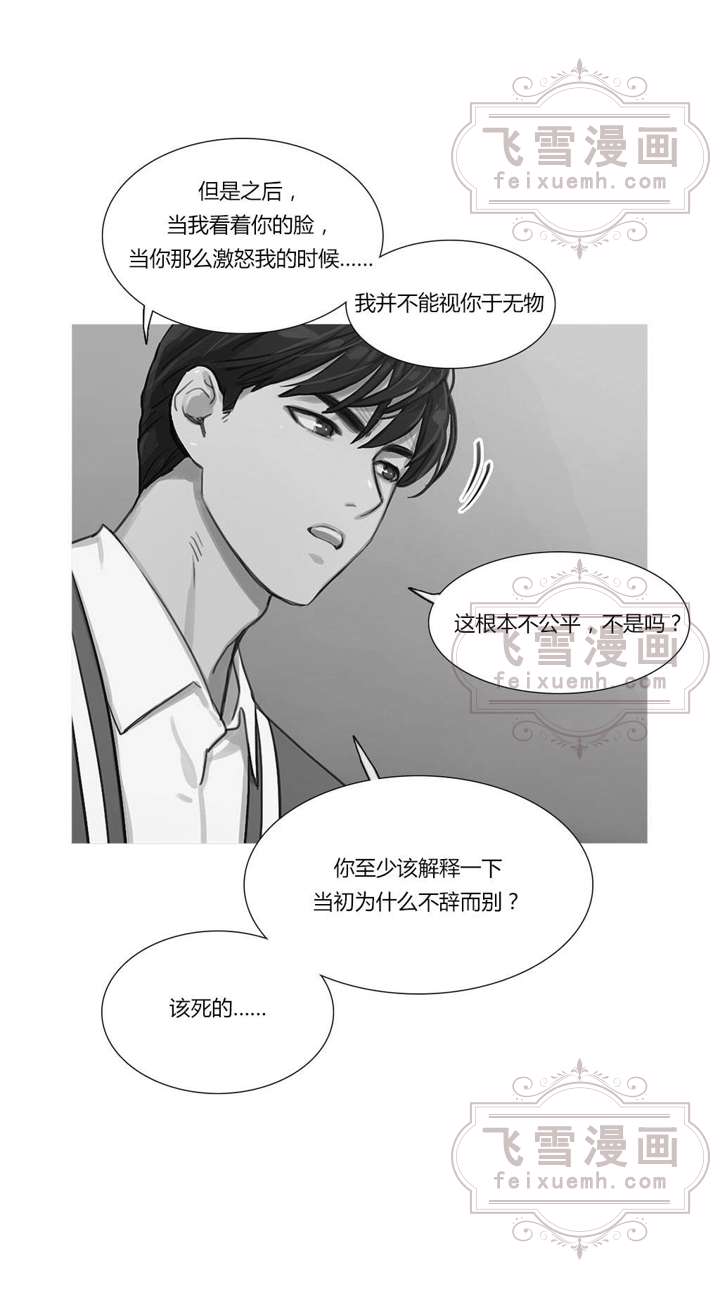 飞雪漫画
feixuemh.com
但是之后，
当我看着你的脸，
当你那么激怒我的时候……
我并不能视你于无物
这根本不公平，不是吗？
飞雪漫画
feixuemh.com
你至少该解释一下
当初为什么不辞而别？
该死的……
飞雪漫画
feixuemh.com